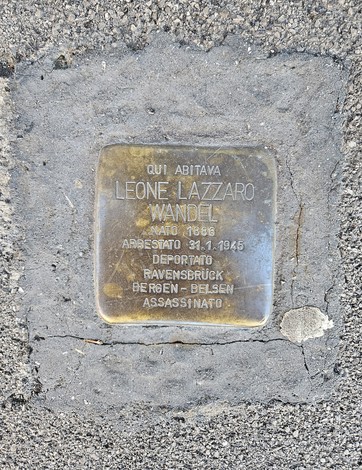 QUI ABITAVA
LEONE LAZZARO
WANDEL
NATO 1886
ARRESTATO 31.1.1945
DEPORTATO
RAVENSBRÜCK
BERGEN-BELSEN
ASSASSINATO